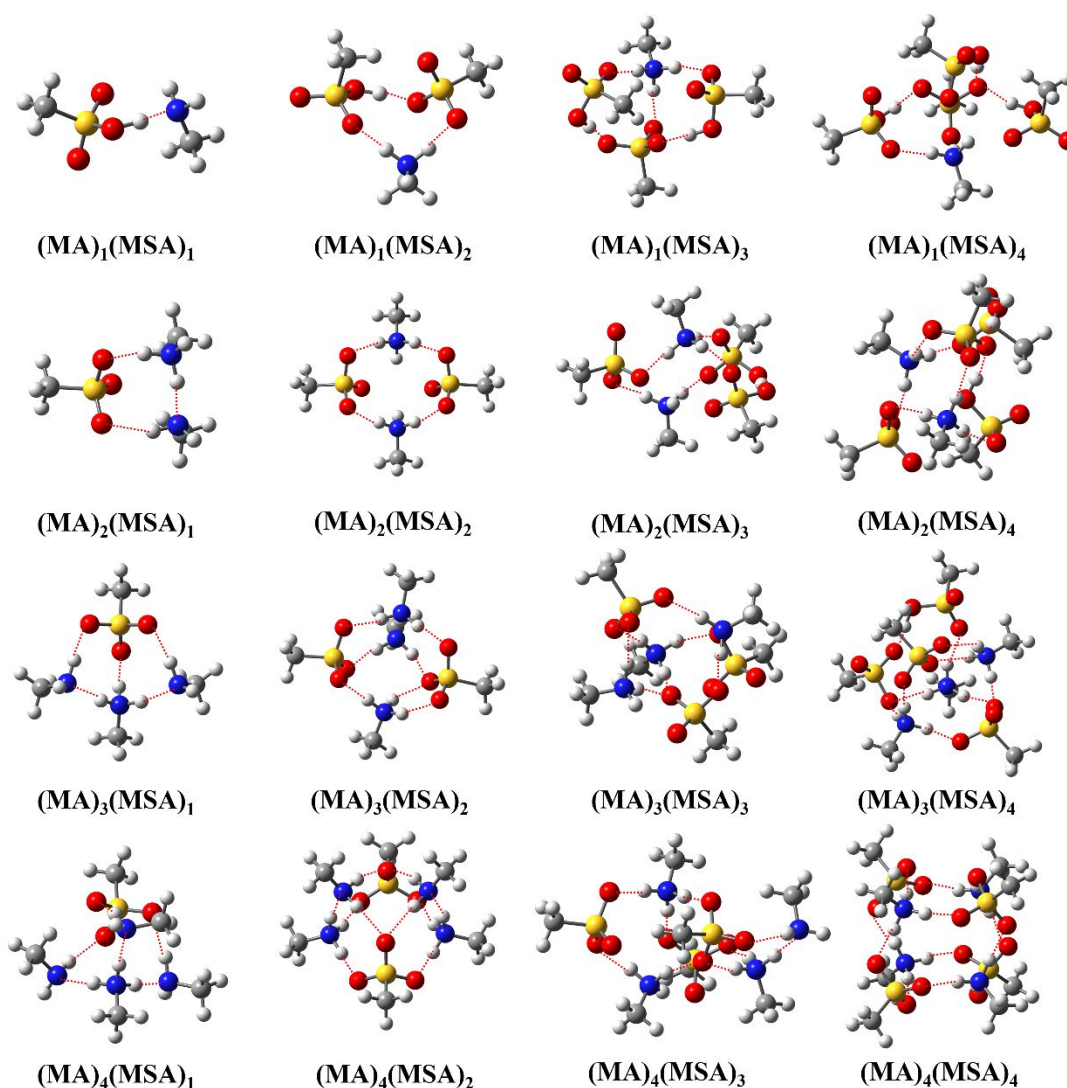 (MA)₁(MSA)₁ (MA)₁(MSA)₂ (MA)₁(MSA)₃ (MA)₁(MSA)₄
(MA)₂(MSA)₁ (MA)₂(MSA)₂ (MA)₂(MSA)₃ (MA)₂(MSA)₄
(MA)₃(MSA)₁ (MA)₃(MSA)₂ (MA)₃(MSA)₃ (MA)₃(MSA)₄
(MA)₄(MSA)₁ (MA)₄(MSA)₂ (MA)₄(MSA)₃ (MA)₄(MSA)₄